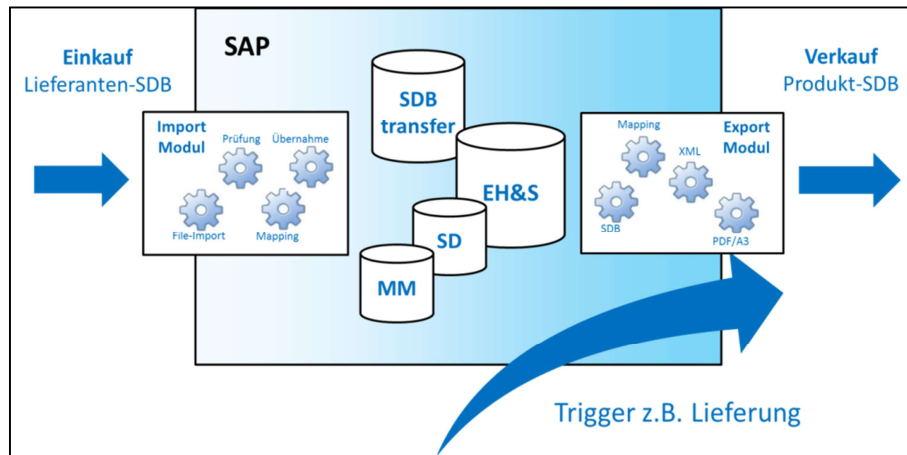 Einkauf
Lieferanten-SDB
SAP
Verkauf
Produkt-SDB
Import
Modul
Prüfung
Übernahme
File-Import
Mapping
SDB
transfer
EH&S
SD
MM
Mapping
XML
Export
Modul
SDB
PDF/A3
Trigger z.B. Lieferung